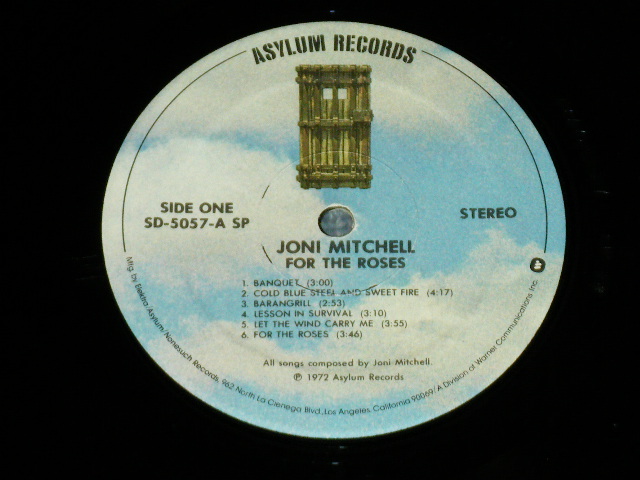 ASYLUM RECORDS
SIDE ONE
SD-5057-A SP
STEREO
JONI MITCHELL
FOR THE ROSES
1. BANQUET (3:00)
2. COLD BLUE STEEL AND SWEET FIRE (4:17)
3. BARANGRILL (2:53)
4. LESSON IN SURVIVAL (3:10)
5. LET THE WIND CARRY ME (3:55)
6. FOR THE ROSES (3:46)
All songs composed by Joni Mitchell.
℗ 1972 Asylum Records
Mfg. by Elektra/Asylum/Nonesuch Records, 962 North La Cienega Blvd., Los Angeles, California 90069/A Division of Warner Communications Inc.